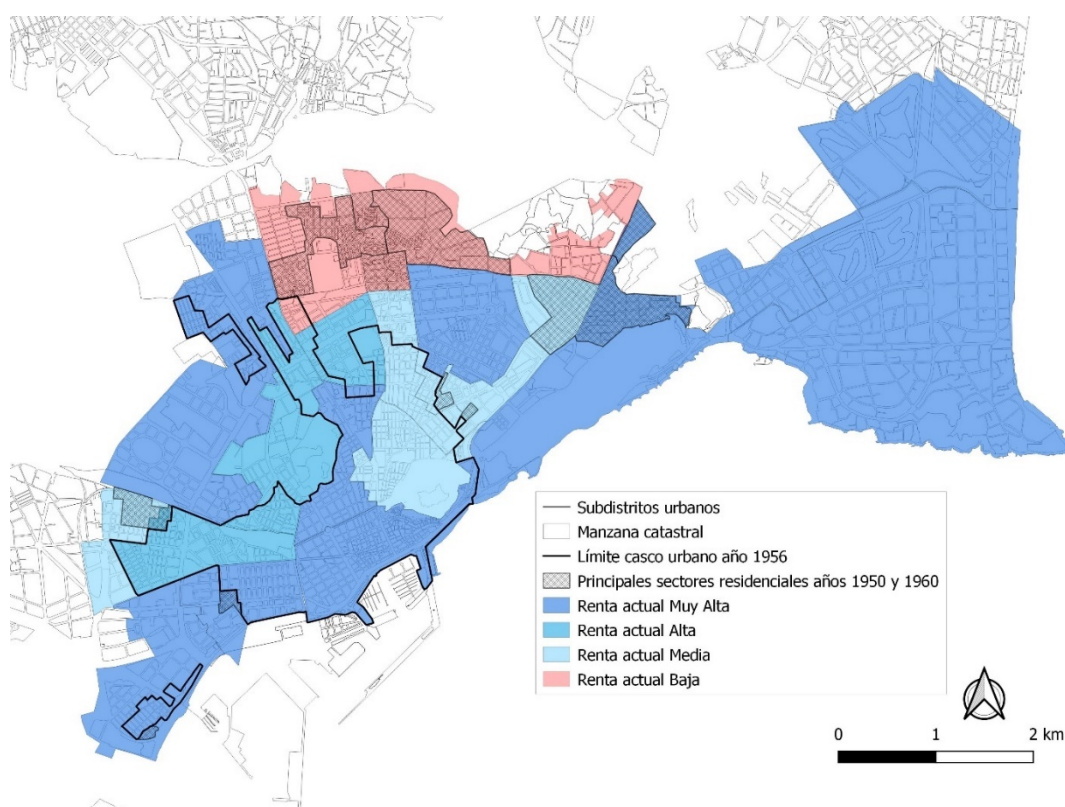 Subdistritos urbanos
Manzana catastral
Límite casco urbano año 1956
Principales sectores residenciales años 1950 y 1960
Renta actual Muy Alta
Renta actual Alta
Renta actual Media
Renta actual Baja
0 1 2 km